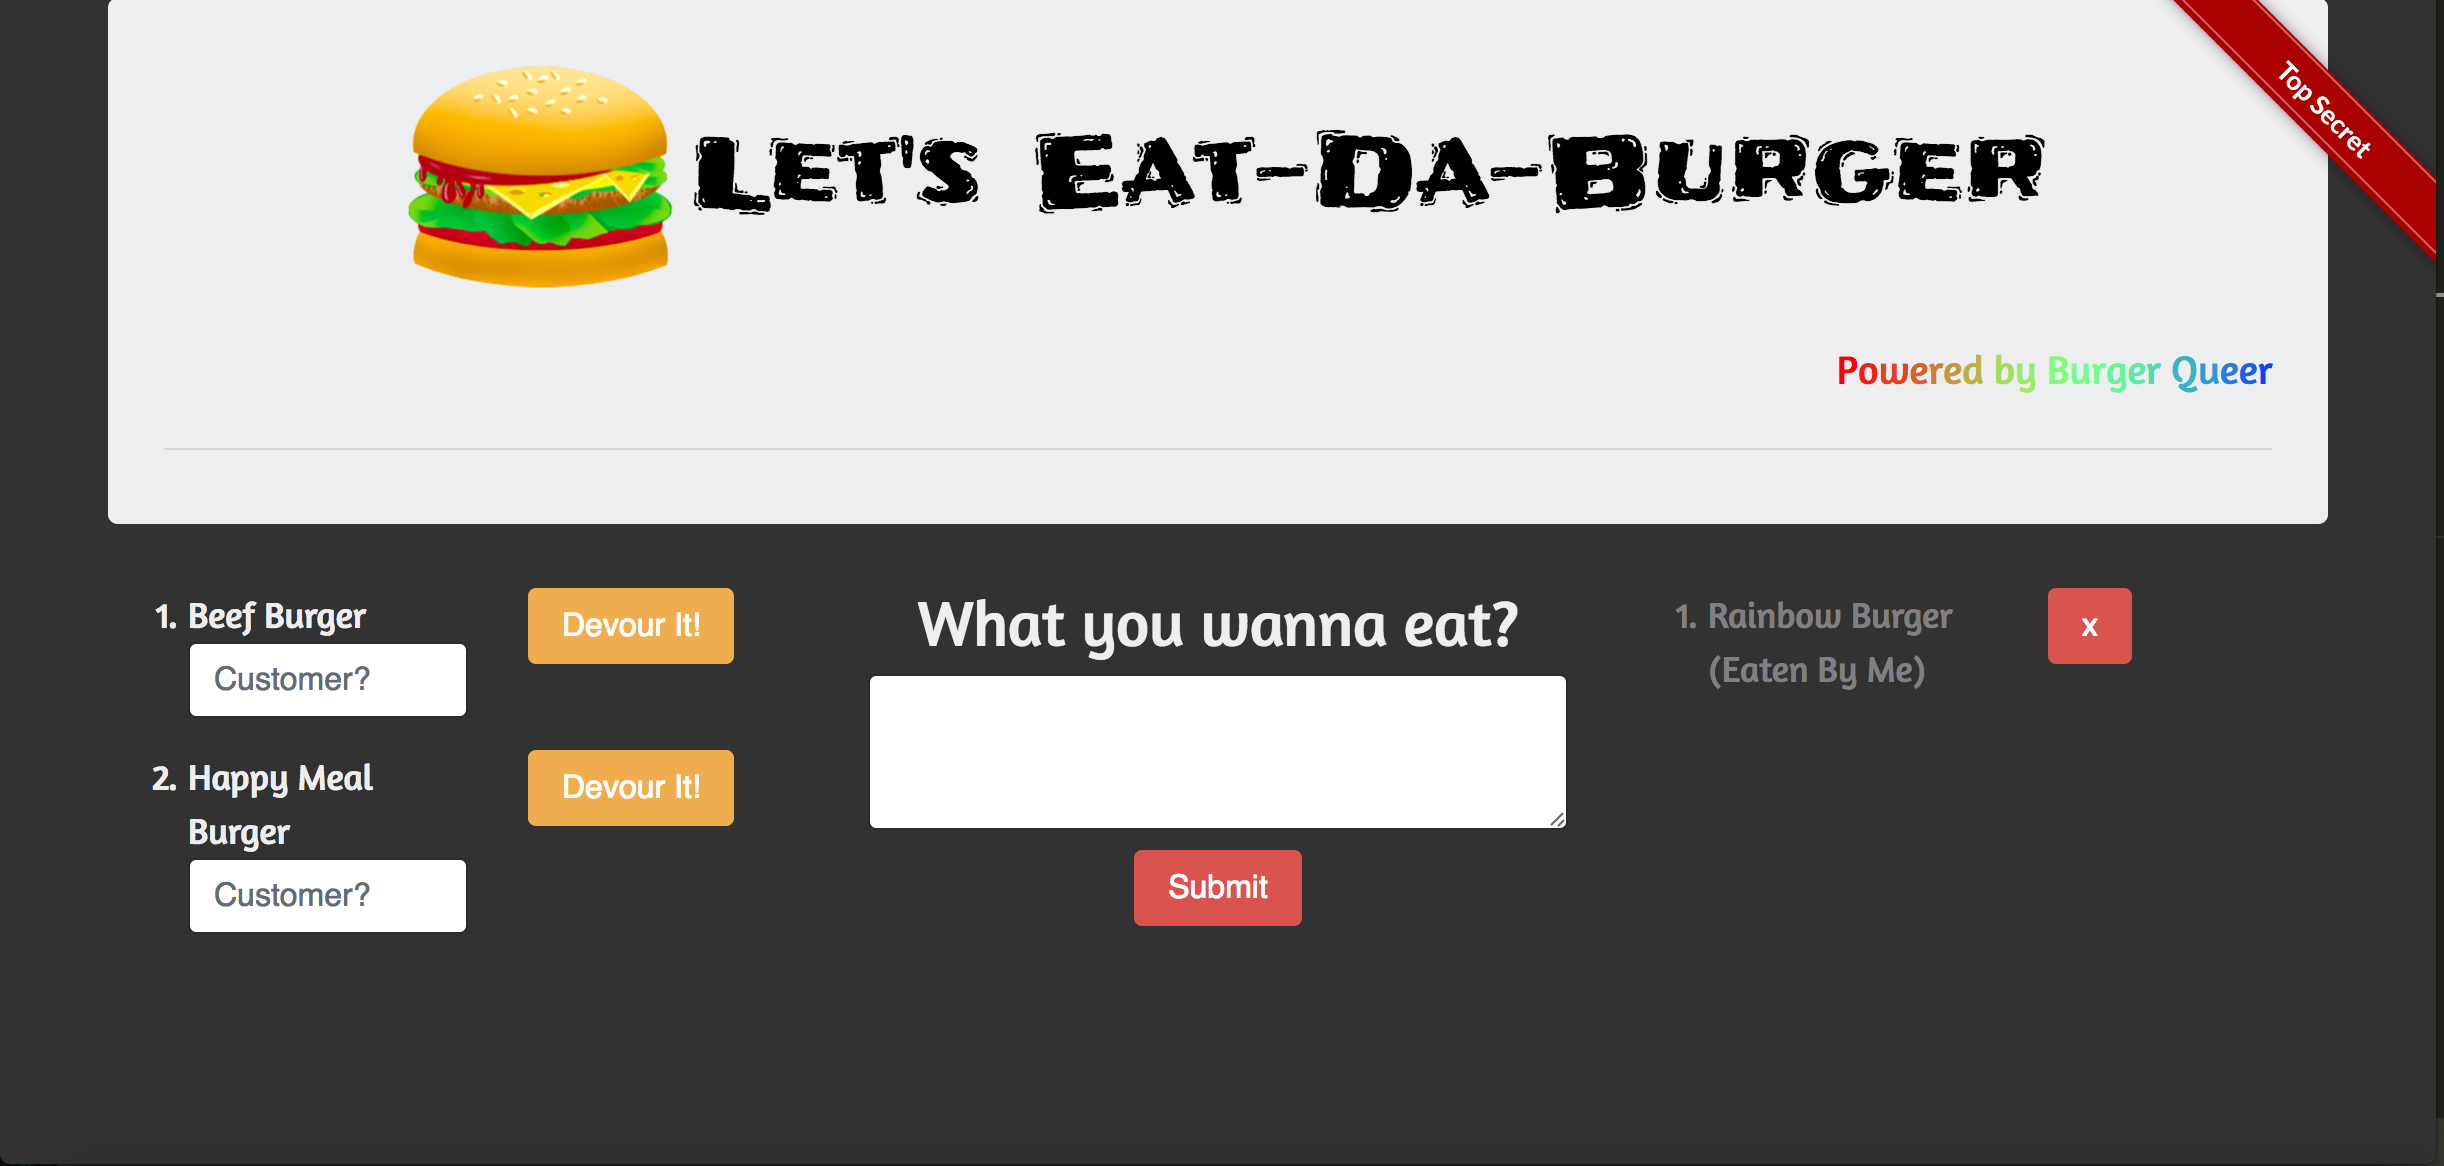 Top Secret
Let's Eat-Da-Burger
Powered by Burger Queer
1. Beef Burger
Customer?
Devour It!
2. Happy Meal
Burger
Customer?
Devour It!
What you wanna eat?
Submit
1. Rainbow Burger
(Eaten By Me)
x